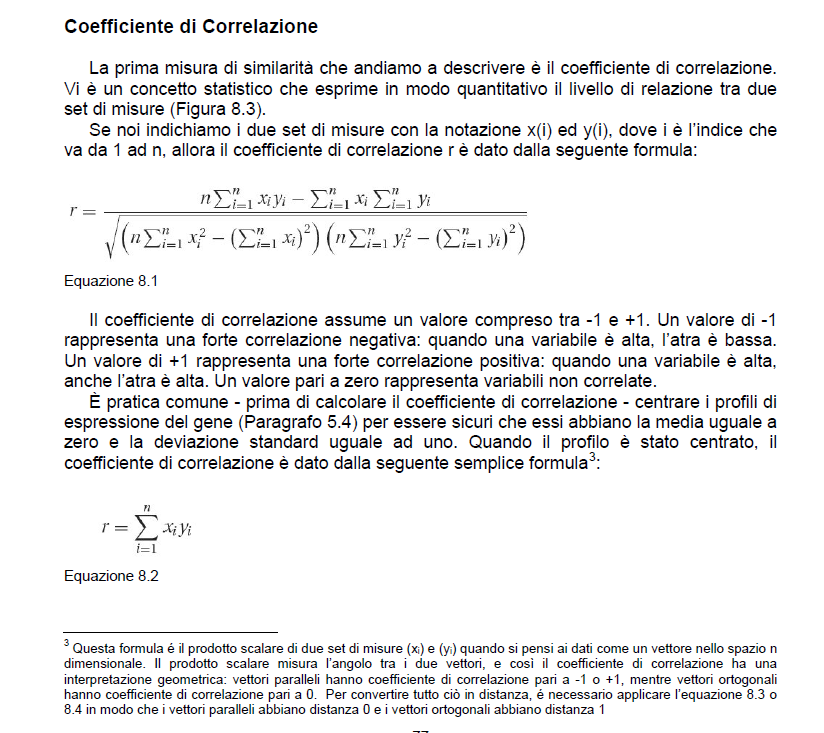 Coefficiente di Correlazione
La prima misura di similarità che andiamo a descrivere è il coefficiente di correlazione.
Vi è un concetto statistico che esprime in modo quantitativo il livello di relazione tra due
set di misure (Figura 8.3).
Se noi indichiamo i due set di misure con la notazione x(i) ed y(i), dove i è l'indice che
va da 1 ad n, allora il coefficiente di correlazione r è dato dalla seguente formula:
r = \frac{n\sum_{i=1}^{n} x_i y_i - \sum_{i=1}^{n} x_i \sum_{i=1}^{n} y_i}{\sqrt{\left(n\sum_{i=1}^{n} x_i^2 - \left(\sum_{i=1}^{n} x_i\right)^2\right)\left(n\sum_{i=1}^{n} y_i^2 - \left(\sum_{i=1}^{n} y_i\right)^2\right)}}
Equazione 8.1
Il coefficiente di correlazione assume un valore compreso tra -1 e +1. Un valore di -1
rappresenta una forte correlazione negativa: quando una variabile è alta, l'atra è bassa.
Un valore di +1 rappresenta una forte correlazione positiva: quando una variabile è alta,
anche l'atra è alta. Un valore pari a zero rappresenta variabili non correlate.
È pratica comune - prima di calcolare il coefficiente di correlazione - centrare i profili di
espressione del gene (Paragrafo 5.4) per essere sicuri che essi abbiano la media uguale a
zero e la deviazione standard uguale ad uno. Quando il profilo è stato centrato, il
coefficiente di correlazione è dato dalla seguente semplice formula³:
r = \sum_{i=1}^{n} x_i y_i
Equazione 8.2
³ Questa formula é il prodotto scalare di due set di misure (xᵢ) e (yᵢ) quando si pensi ai dati come un vettore nello spazio n
dimensionale. Il prodotto scalare misura l'angolo tra i due vettori, e così il coefficiente di correlazione ha una
interpretazione geometrica: vettori paralleli hanno coefficiente di correlazione pari a -1 o +1, mentre vettori ortogonali
hanno coefficiente di correlazione pari a 0. Per convertire tutto ciò in distanza, é necessario applicare l'equazione 8.3 o
8.4 in modo che i vettori paralleli abbiano distanza 0 e i vettori ortogonali abbiano distanza 1